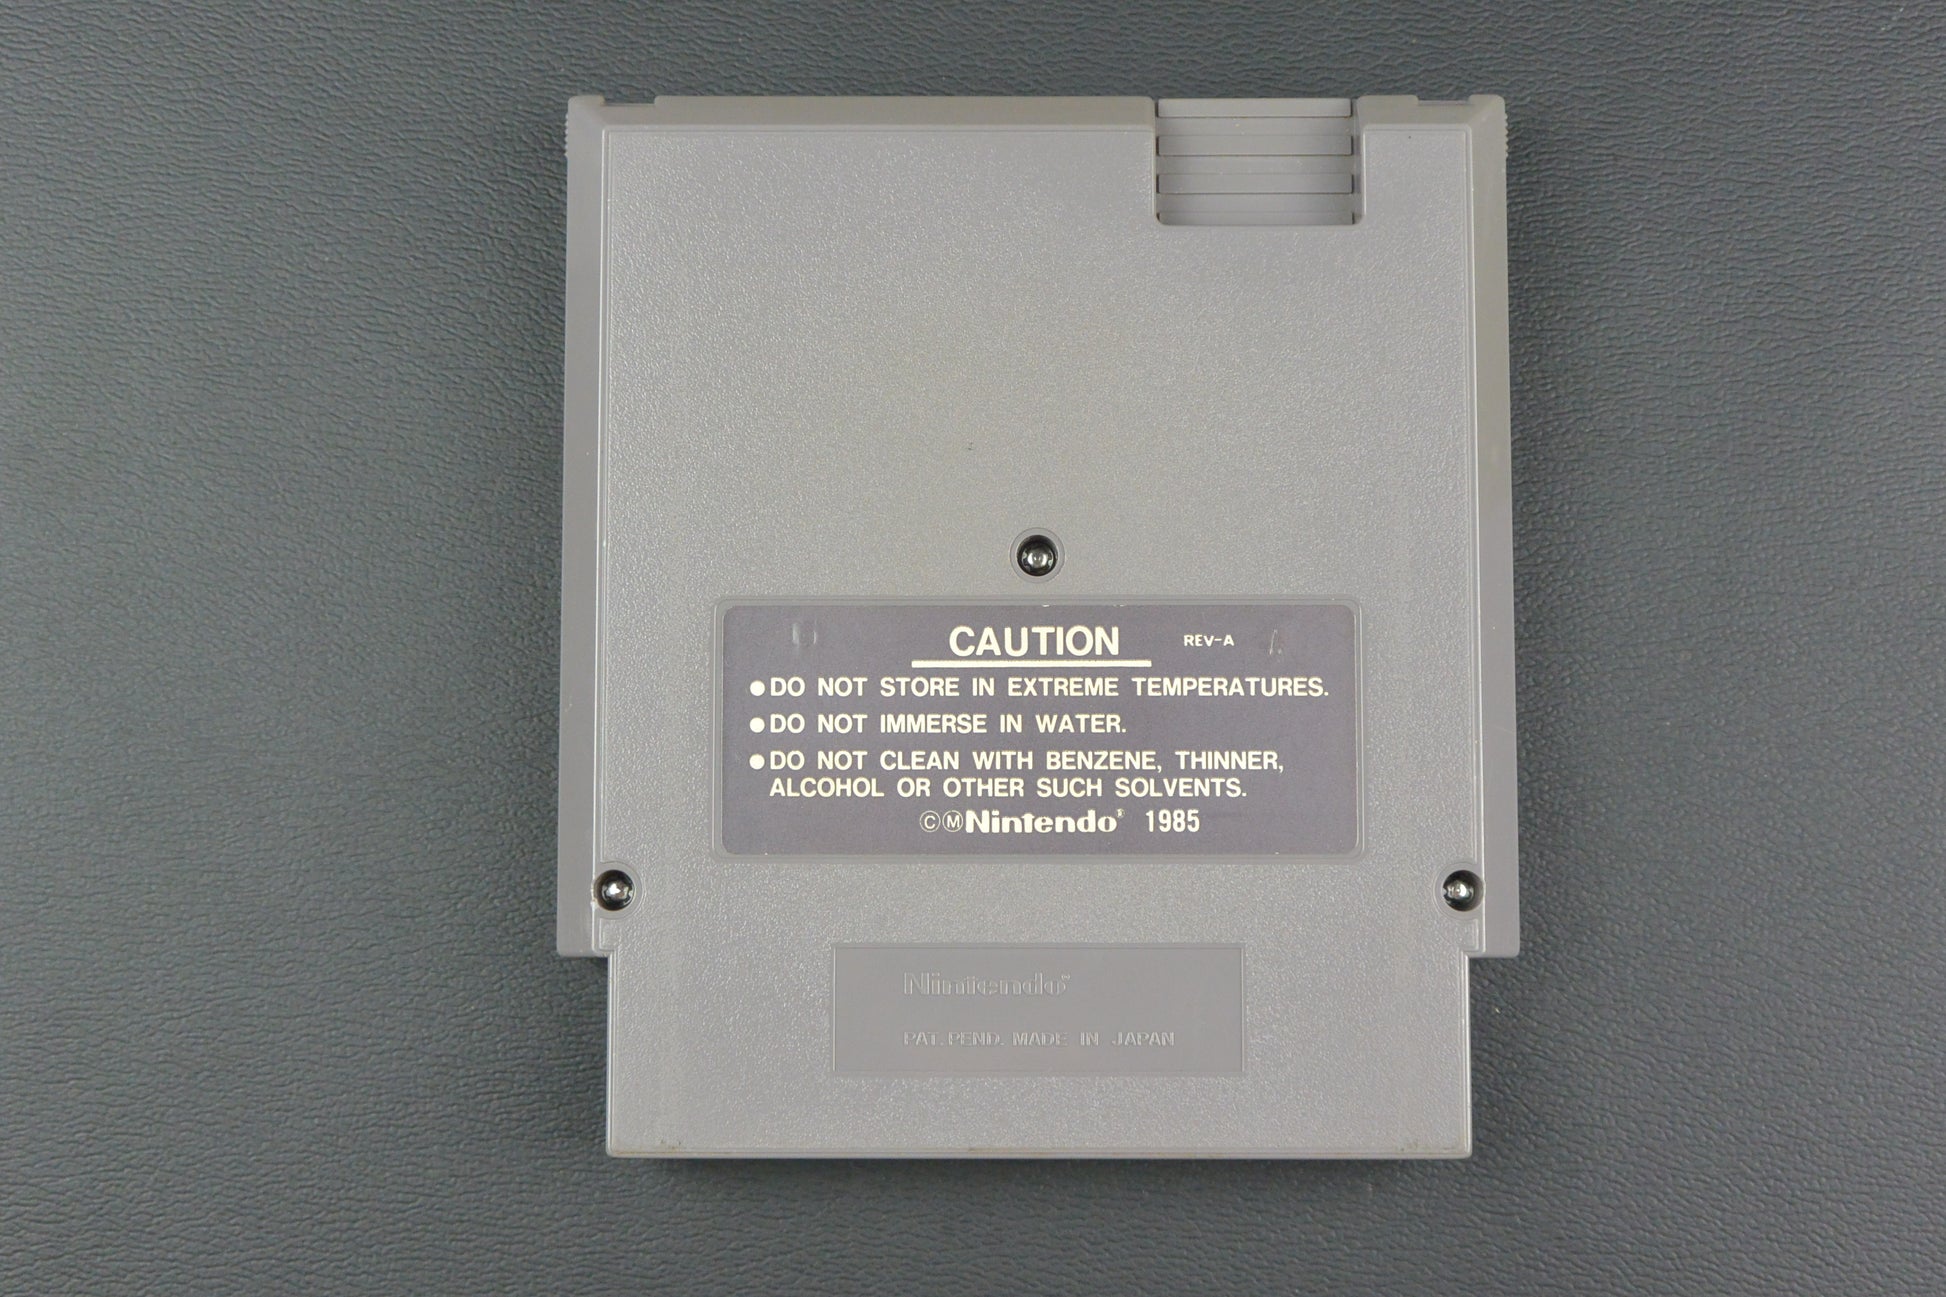 CAUTION REV-A
●DO NOT STORE IN EXTREME TEMPERATURES.
●DO NOT IMMERSE IN WATER.
●DO NOT CLEAN WITH BENZENE, THINNER,
ALCOHOL OR OTHER SUCH SOLVENTS.
©ⓂNintendo® 1985
Nintendo®
PAT. PEND. MADE IN JAPAN